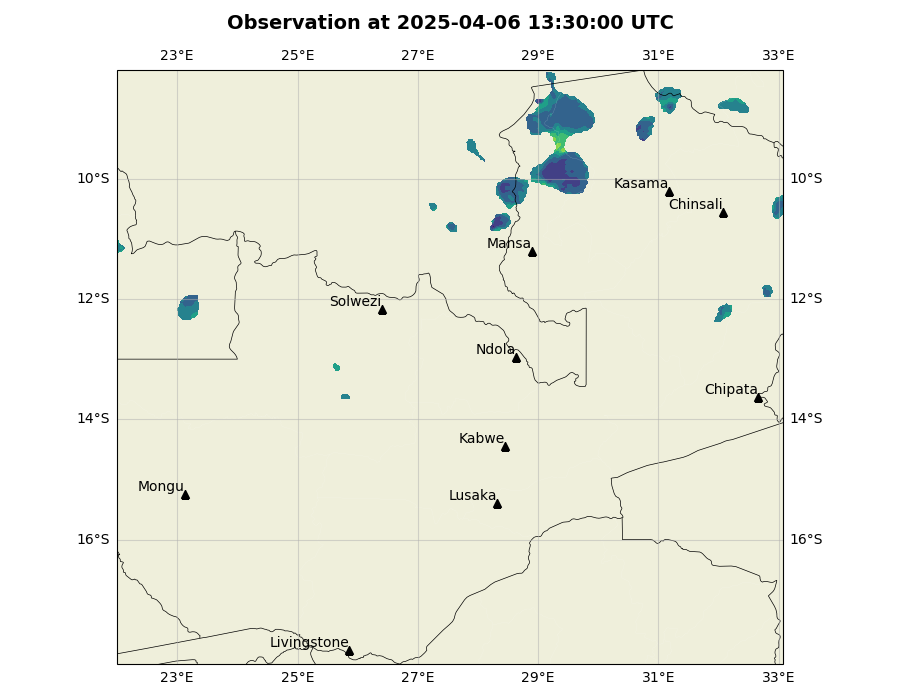 Observation at 2025-04-06 13:30:00 UTC
23°E 25°E 27°E 29°E 31°E 33°E
10°S 10°S
Kasama
Chinsali
Mansa
12°S 12°S
Solwezi
Ndola
Chipata
14°S 14°S
Kabwe
Mongu
Lusaka
16°S 16°S
Livingstone
23°E 25°E 27°E 29°E 31°E 33°E